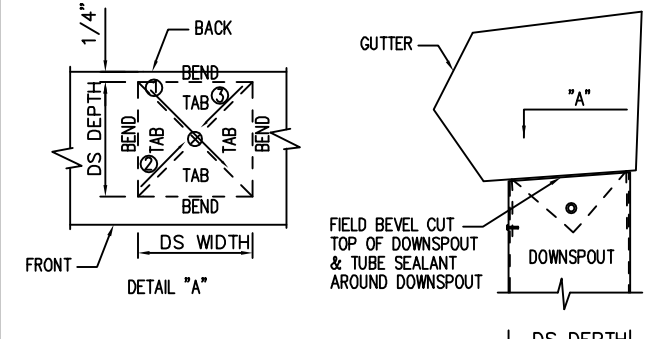 1/4"
BACK
BEND
1
3
TAB
DS DEPTH
BEND
TAB
TAB
BEND
2
TAB
BEND
DS WIDTH
FRONT
DETAIL "A"
GUTTER
"A"
FIELD BEVEL CUT
TOP OF DOWNSPOUT
& TUBE SEALANT
AROUND DOWNSPOUT
DOWNSPOUT
DS DEPTH